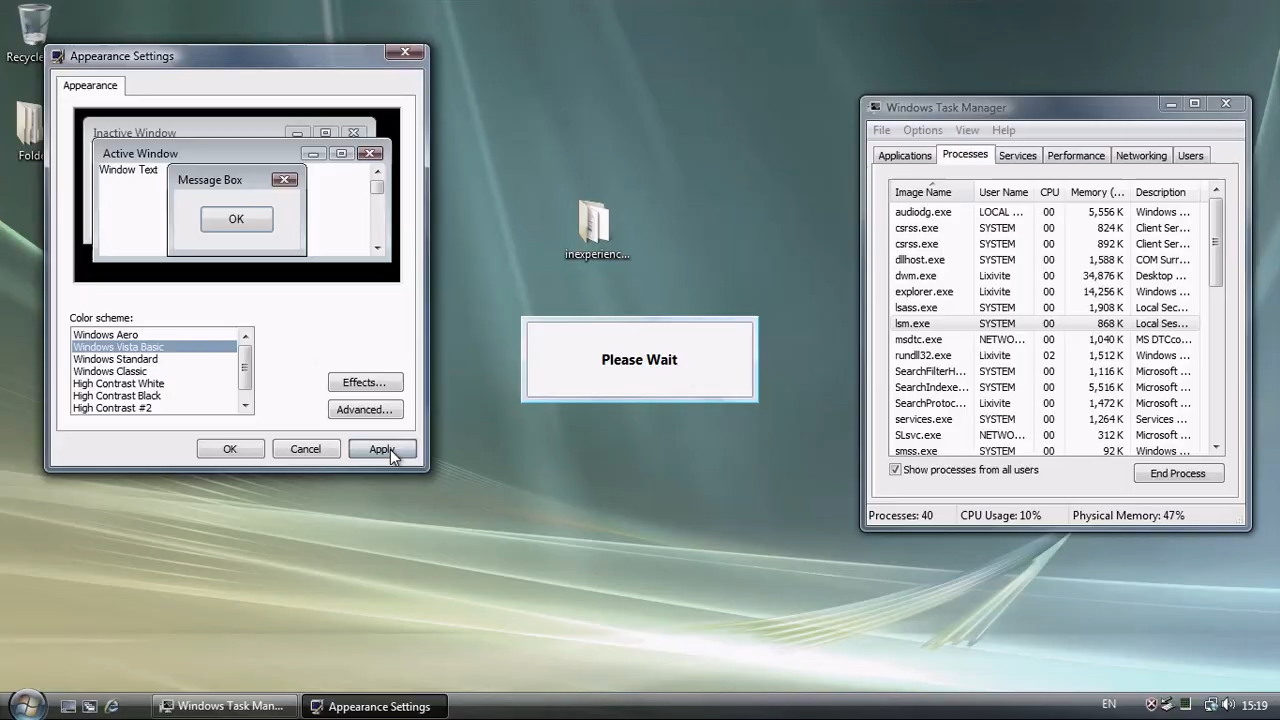 Recycle
Folde
Appearance Settings
Appearance
Inactive Window
Active Window
Window Text
Message Box
OK
Color scheme:
Windows Aero
Windows Vista Basic
Windows Standard
Windows Classic
High Contrast White
High Contrast Black
High Contrast #2
Effects...
Advanced...
OK
Cancel
Apply
inexperienc...
Please Wait
Windows Task Manager
File Options View Help
Applications Processes Services Performance Networking Users
Image Name User Name CPU Memory (... Description
audiodg.exe LOCAL ... 00 5,556 K Windows ...
csrss.exe SYSTEM 00 824 K Client Ser...
csrss.exe SYSTEM 00 892 K Client Ser...
dllhost.exe SYSTEM 00 1,588 K COM Surr...
dwm.exe Lixivite 00 34,876 K Desktop ...
explorer.exe Lixivite 00 14,256 K Windows ...
lsass.exe SYSTEM 00 1,908 K Local Sec...
lsm.exe SYSTEM 00 868 K Local Ses...
msdtc.exe NETWO... 00 1,040 K MS DTCco...
rundll32.exe Lixivite 02 1,512 K Windows ...
SearchFilterH... SYSTEM 00 1,116 K Microsoft ...
SearchIndexe... SYSTEM 00 5,516 K Microsoft ...
SearchProtoc... Lixivite 00 1,472 K Microsoft ...
services.exe SYSTEM 00 1,264 K Services ...
SLsvc.exe NETWO... 00 312 K Microsoft ...
smss.exe SYSTEM 00 92 K Windows ...
Show processes from all users
End Process
Processes: 40 CPU Usage: 10% Physical Memory: 47%
Windows Task Man...
Appearance Settings
EN
15:19